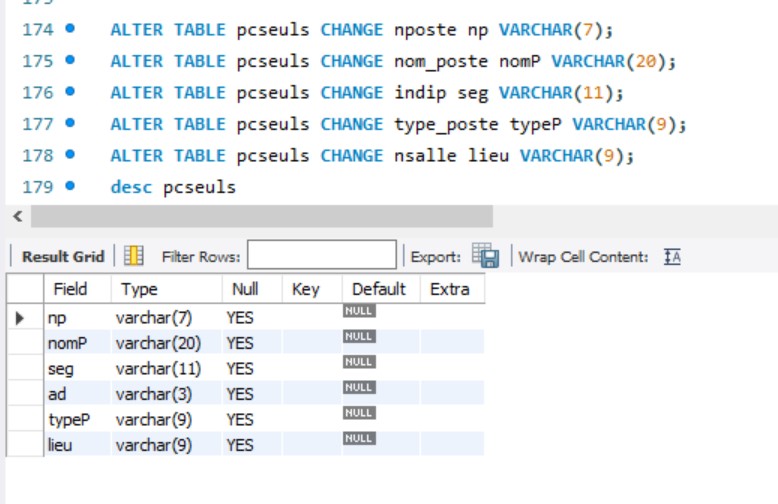 174 ALTER TABLE pcseuls CHANGE nposte np VARCHAR(7);
175 ALTER TABLE pcseuls CHANGE nom_poste nomP VARCHAR(20);
176 ALTER TABLE pcseuls CHANGE indip seg VARCHAR(11);
177 ALTER TABLE pcseuls CHANGE type_poste typeP VARCHAR(9);
178 ALTER TABLE pcseuls CHANGE nsalle lieu VARCHAR(9);
179 desc pcseuls
Result Grid Filter Rows: Export: Wrap Cell Content: IA
Field Type Null Key Default Extra
np varchar(7) YES NULL
nomP varchar(20) YES NULL
seg varchar(11) YES NULL
ad varchar(3) YES NULL
typeP varchar(9) YES NULL
lieu varchar(9) YES NULL